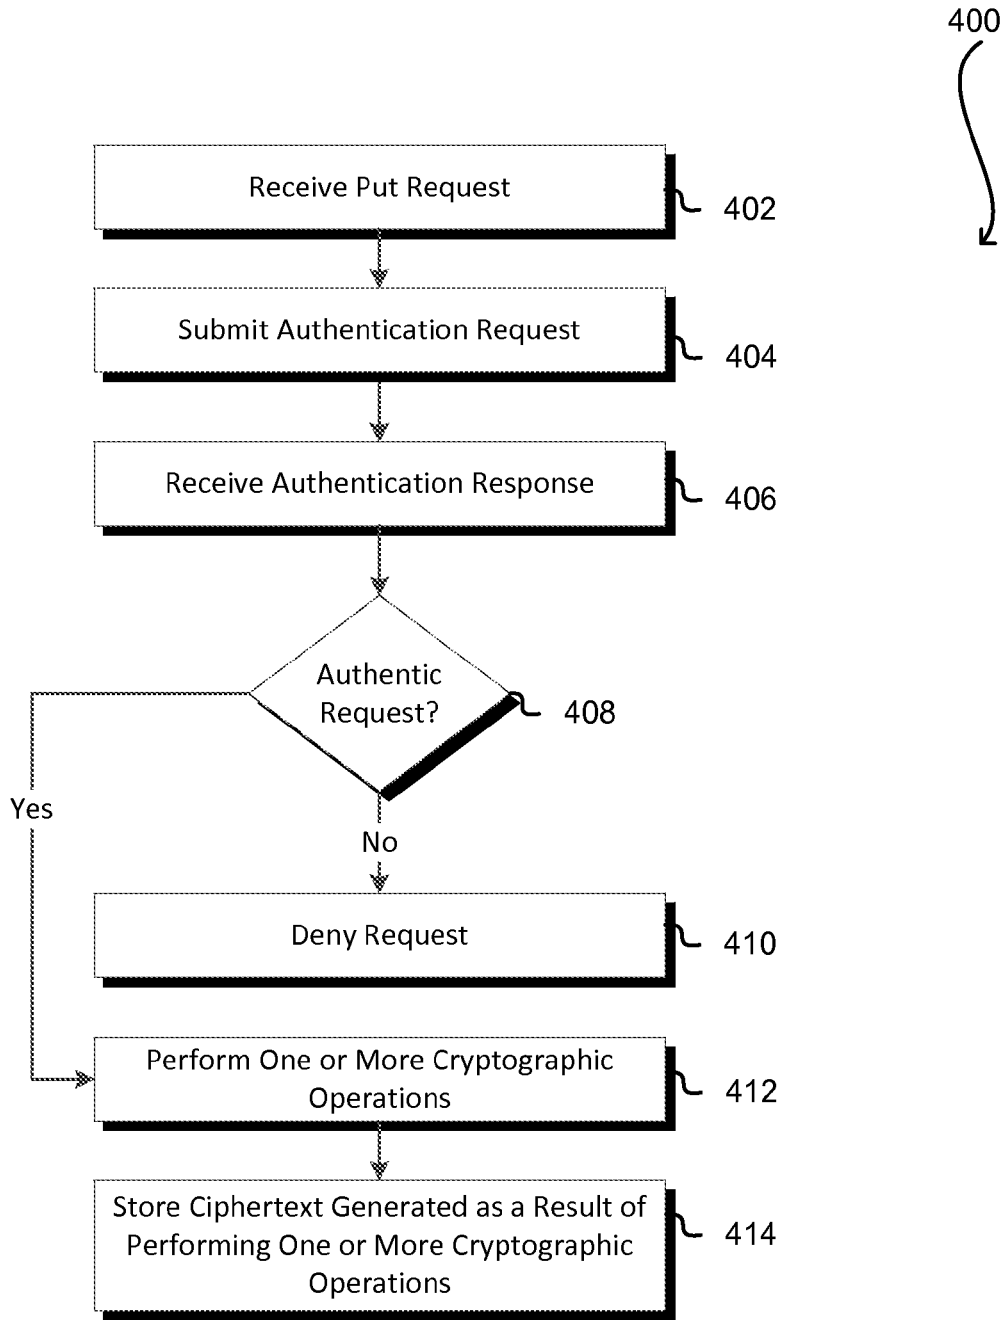 400
Receive Put Request
402
Submit Authentication Request
404
Receive Authentication Response
406
Authentic
Request?
408
Yes
No
Deny Request
410
Perform One or More Cryptographic
Operations
412
Store Ciphertext Generated as a Result of
Performing One or More Cryptographic
Operations
414